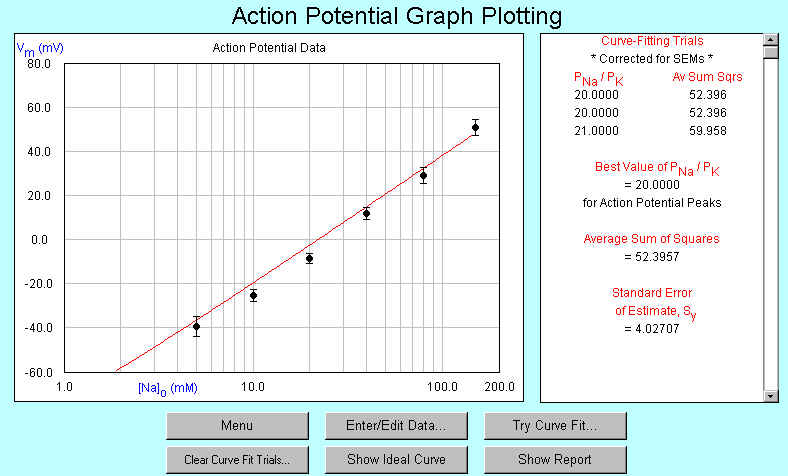 Action Potential Graph Plotting
Vm (mV)
Action Potential Data
80.0
60.0
40.0
20.0
0.0
-20.0
-40.0
-60.0
1.0
[Na]o (mM)
10.0
100.0
200.0
Curve-Fitting Trials
* Corrected for SEMs *
PNa / PK Av Sum Sqrs
20.0000 52.396
20.0000 52.396
21.0000 59.958
Best Value of PNa / PK
= 20.0000
for Action Potential Peaks
Average Sum of Squares
= 52.3957
Standard Error
of Estimate, Sy
= 4.02707
Menu
Enter/Edit Data...
Try Curve Fit...
Clear Curve Fit Trials...
Show Ideal Curve
Show Report